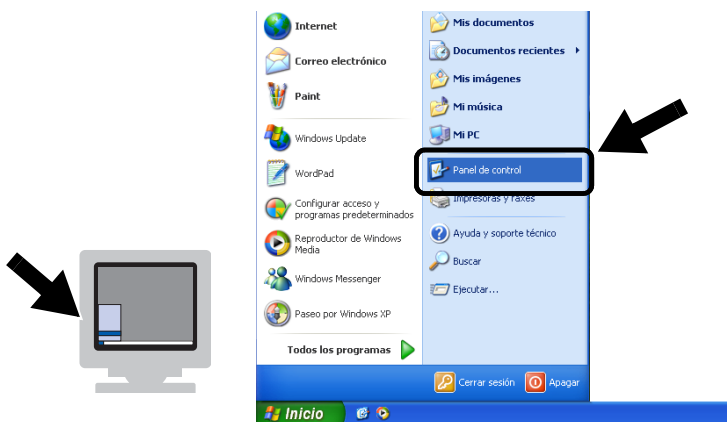 Internet
Correo electrónico
Paint
Windows Update
WordPad
Configurar acceso y
programas predeterminados
Reproductor de Windows
Media
Windows Messenger
Paseo por Windows XP
Todos los programas
Mis documentos
Documentos recientes
Mis imágenes
Mi música
Mi PC
Panel de control
Impresoras y faxes
Ayuda y soporte técnico
Buscar
Ejecutar...
Cerrar sesión
Apagar
Inicio